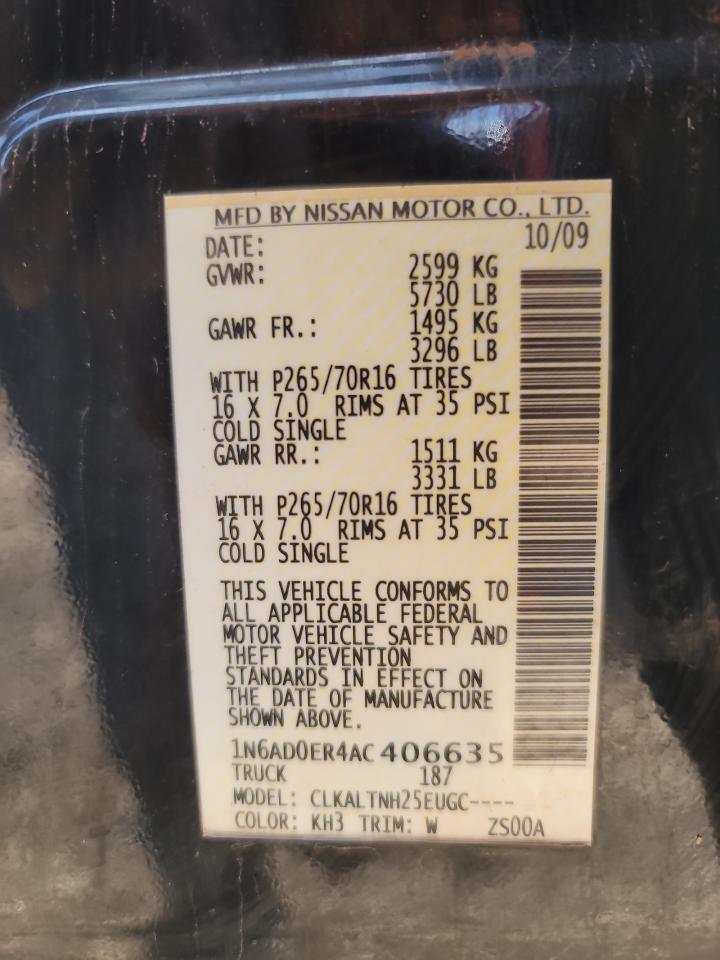 MFD BY NISSAN MOTOR CO., LTD.
DATE: 10/09
GVWR: 2599 KG
5730 LB
GAWR FR.: 1495 KG
3296 LB
WITH P265/70R16 TIRES
16 X 7.0 RIMS AT 35 PSI
COLD SINGLE
GAWR RR.: 1511 KG
3331 LB
WITH P265/70R16 TIRES
16 X 7.0 RIMS AT 35 PSI
COLD SINGLE
THIS VEHICLE CONFORMS TO
ALL APPLICABLE FEDERAL
MOTOR VEHICLE SAFETY AND
THEFT PREVENTION
STANDARDS IN EFFECT ON
THE DATE OF MANUFACTURE
SHOWN ABOVE.
1N6AD0ER4AC 406635
TRUCK 187
MODEL: CLKALTNH25EUGC----
COLOR: KH3 TRIM: W ZS00A